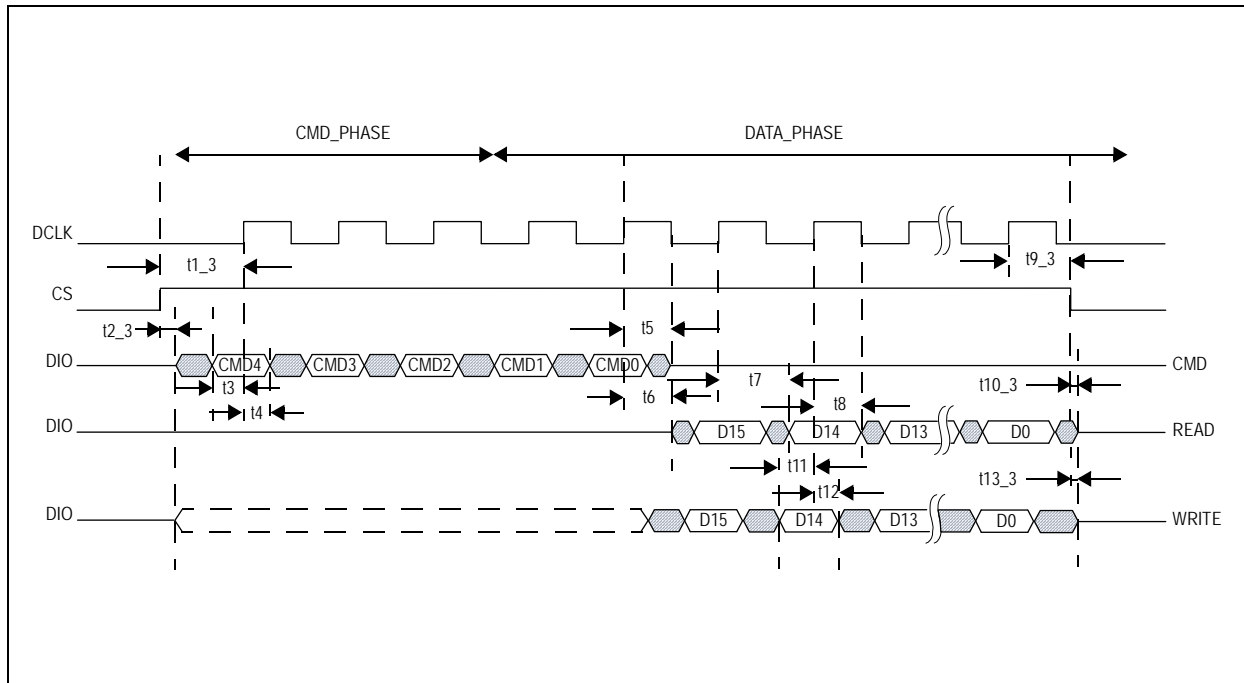 CMD_PHASE DATA_PHASE
DCLK
t1_3 t9_3
CS
t2_3 t5
DIO CMD4 CMD3 CMD2 CMD1 CMD0 CMD
t3 t7 t10_3
t4 t6 t8
DIO D15 D14 D13 D0 READ
t11 t13_3
t12
DIO D15 D14 D13 D0 WRITE